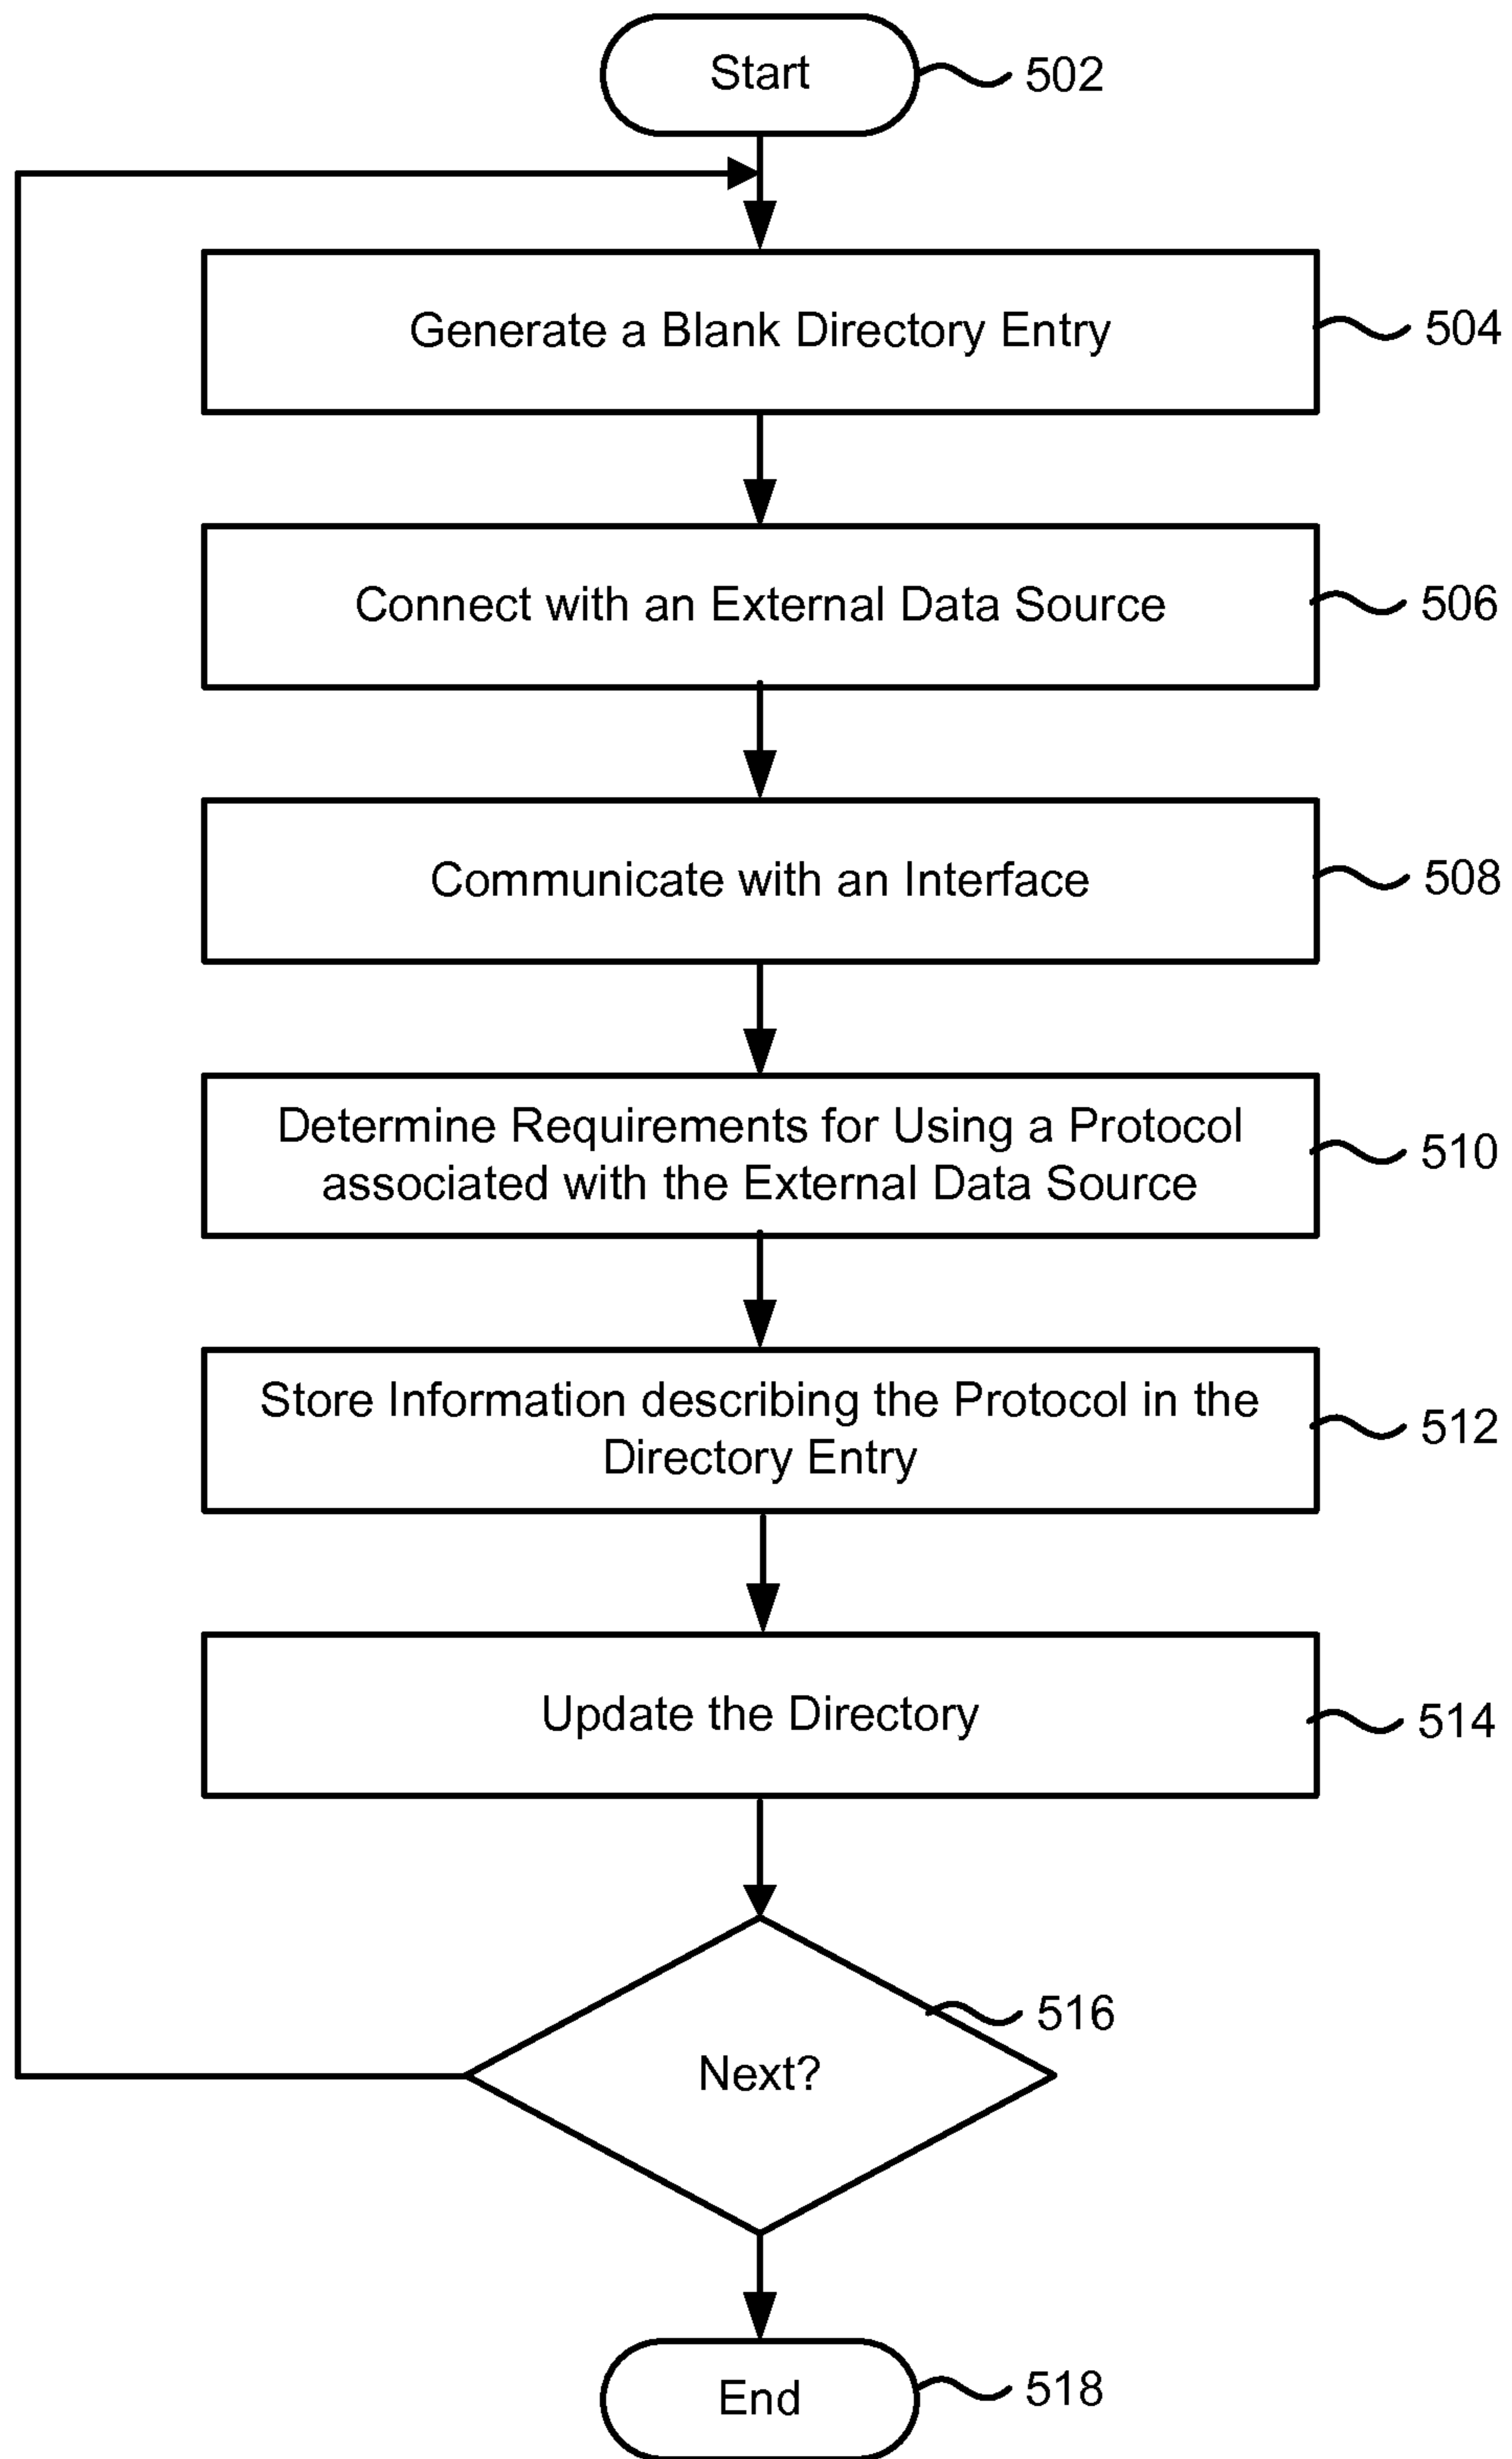 Start
502
Generate a Blank Directory Entry
504
Connect with an External Data Source
506
Communicate with an Interface
508
Determine Requirements for Using a Protocol
associated with the External Data Source
510
Store Information describing the Protocol in the
Directory Entry
512
Update the Directory
514
516
Next?
End
518